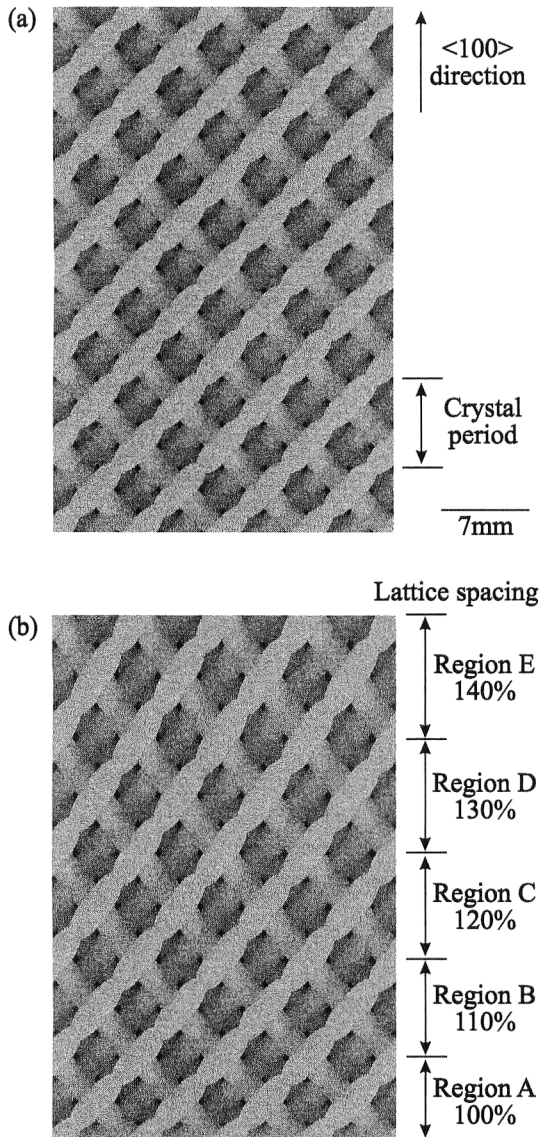 (a)
<100>
direction
Crystal
period
7mm
Lattice spacing
(b)
Region E
140%
Region D
130%
Region C
120%
Region B
110%
Region A
100%